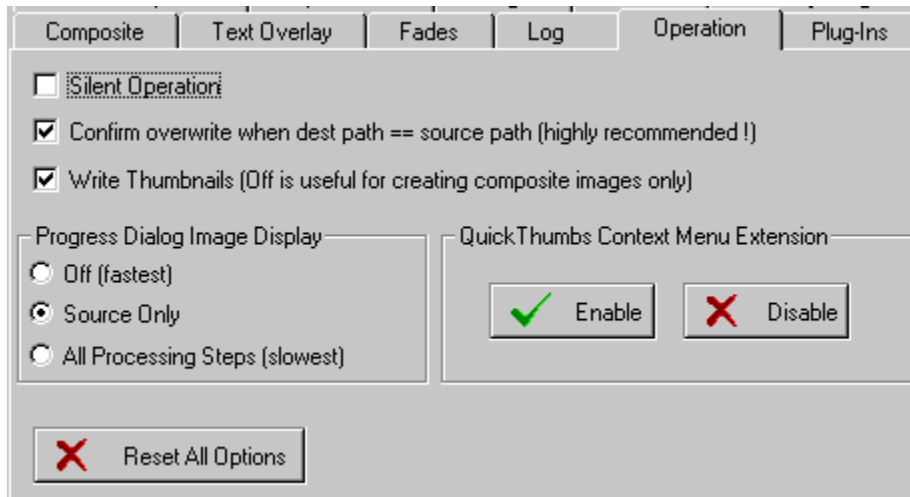 Composite Text Overlay Fades Log Operation Plug-Ins
Silent Operation
Confirm overwrite when dest path == source path (highly recommended !)
Write Thumbnails (Off is useful for creating composite images only)
Progress Dialog Image Display
Off (fastest)
Source Only
All Processing Steps (slowest)
QuickThumbs Context Menu Extension
Enable Disable
Reset All Options